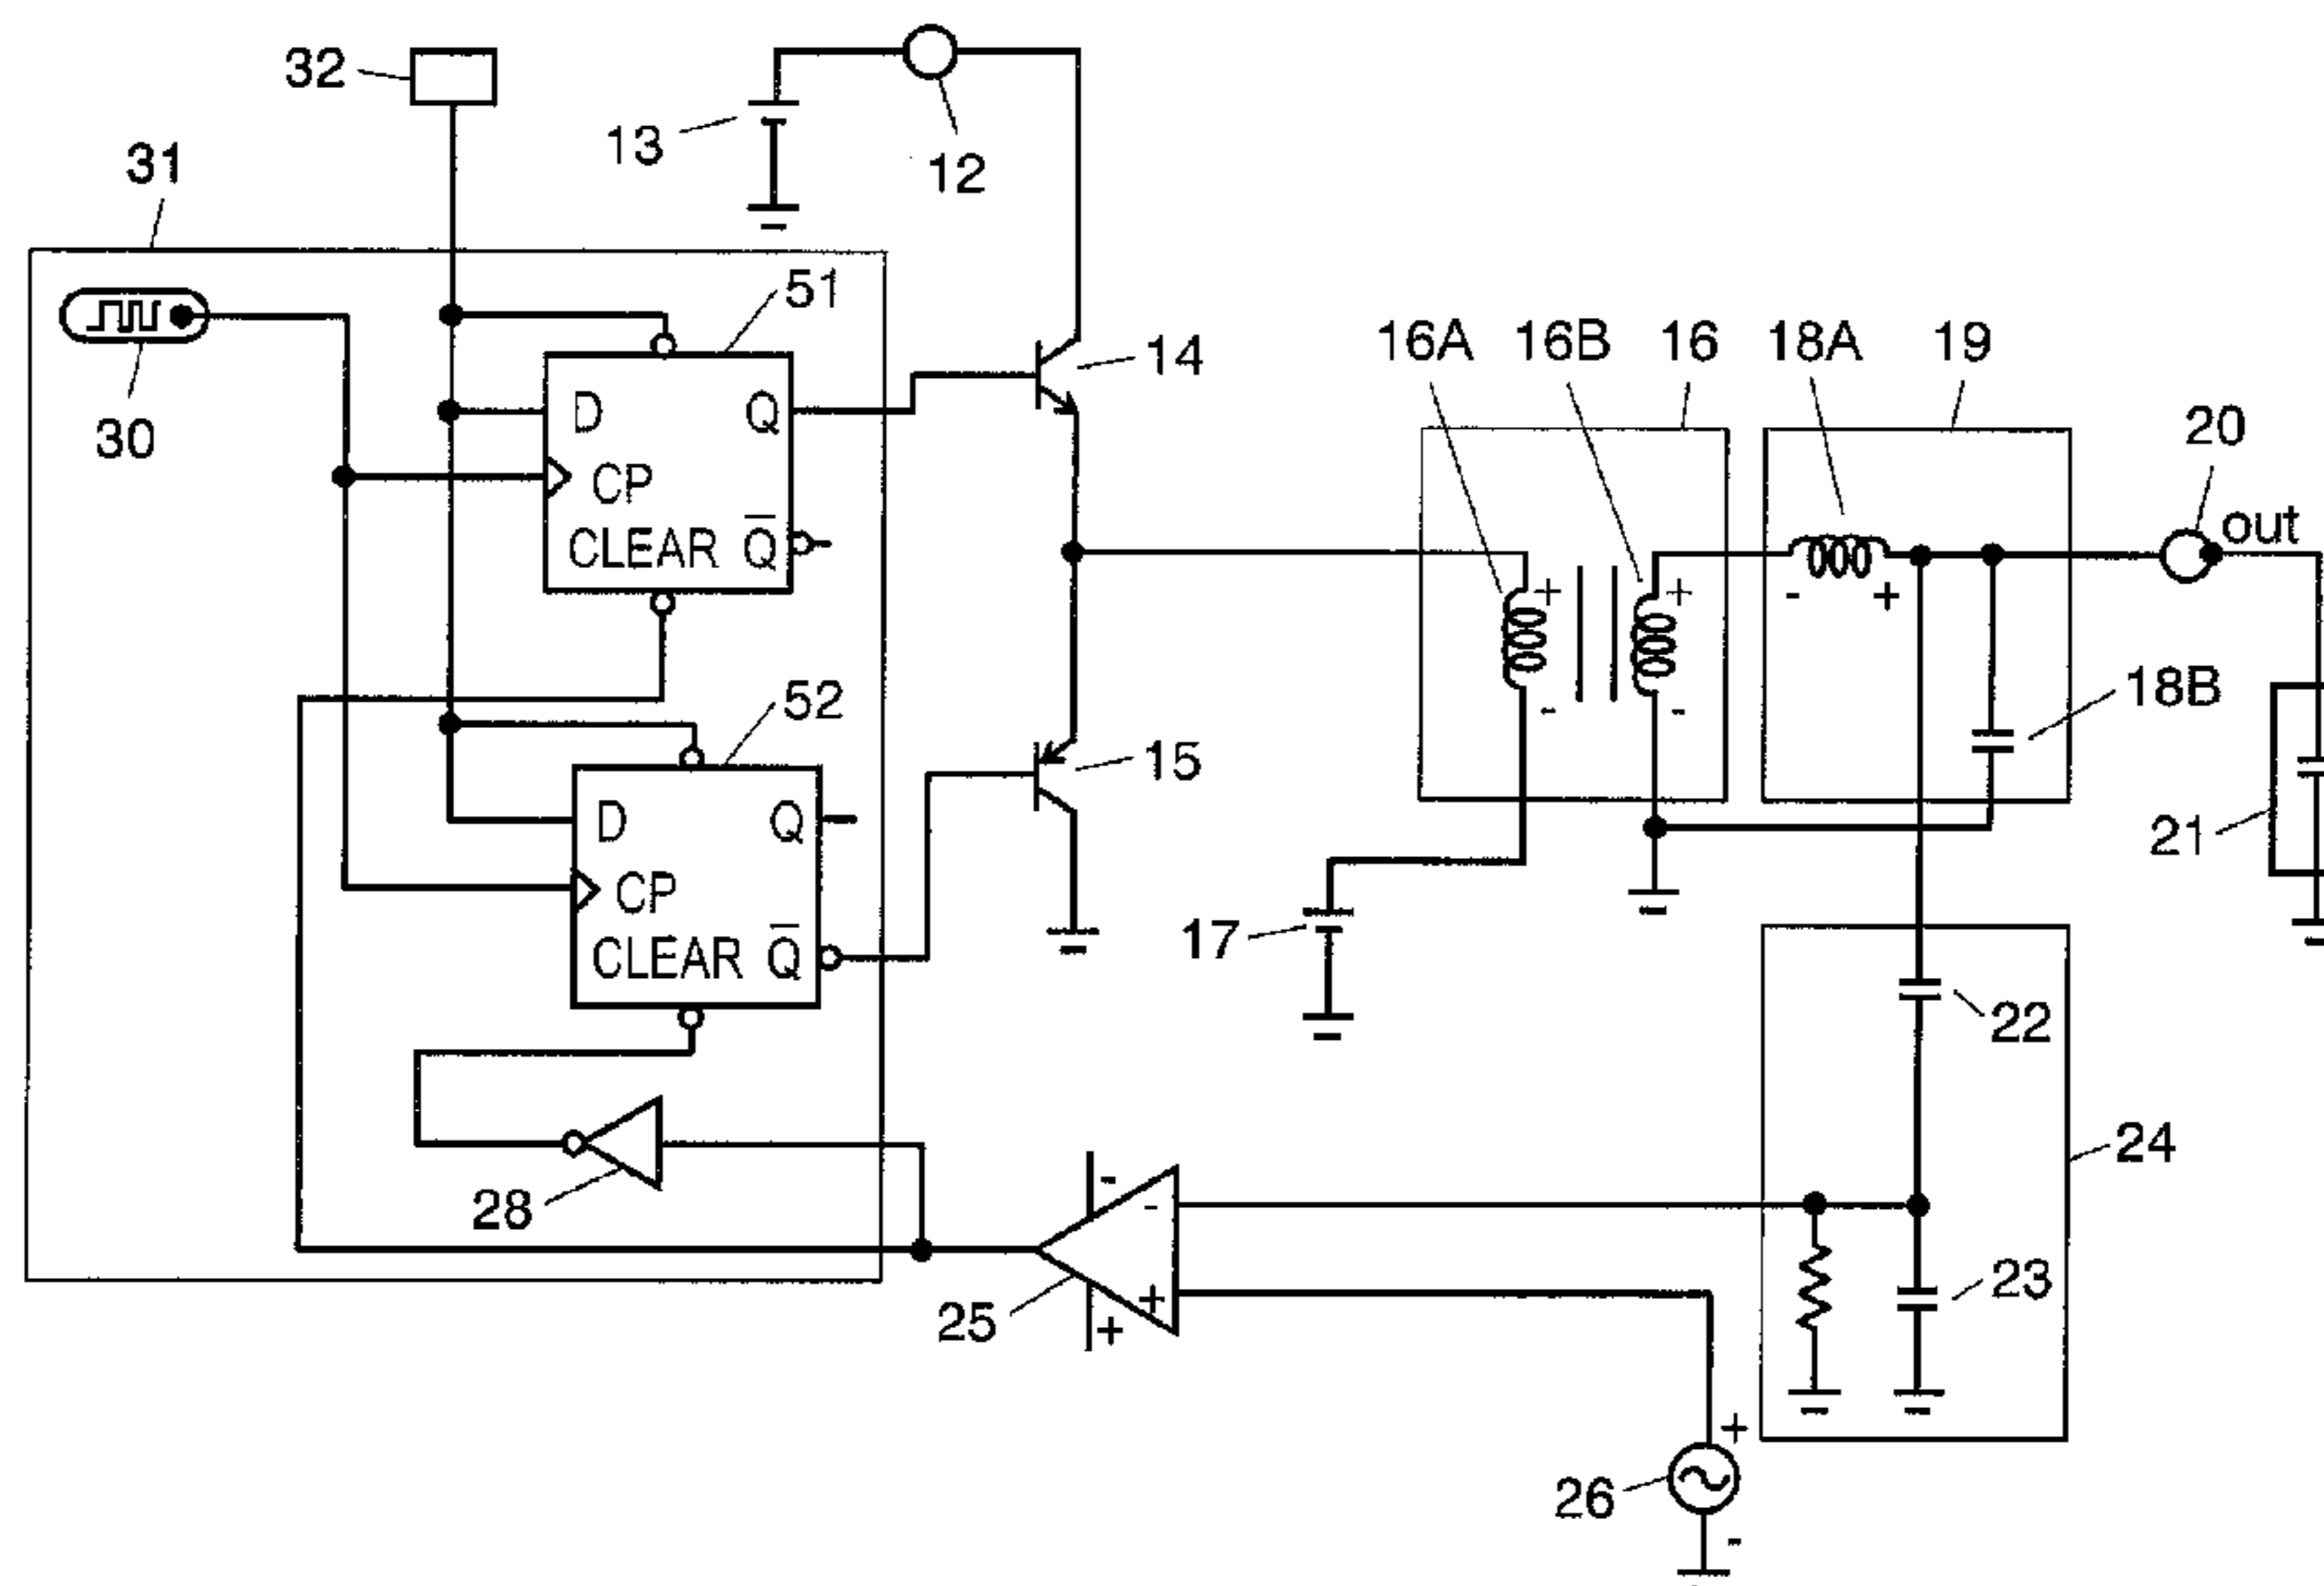 32
13
12
31
30
51
D Q
CP
CLEAR Q̅
14
16A 16B 16 18A 19
20
out
+ + - +
- -
18B
52
D Q
CP
CLEAR Q̅
15
17
21
22
24
28
- -
25
+ +
23
26
+
-